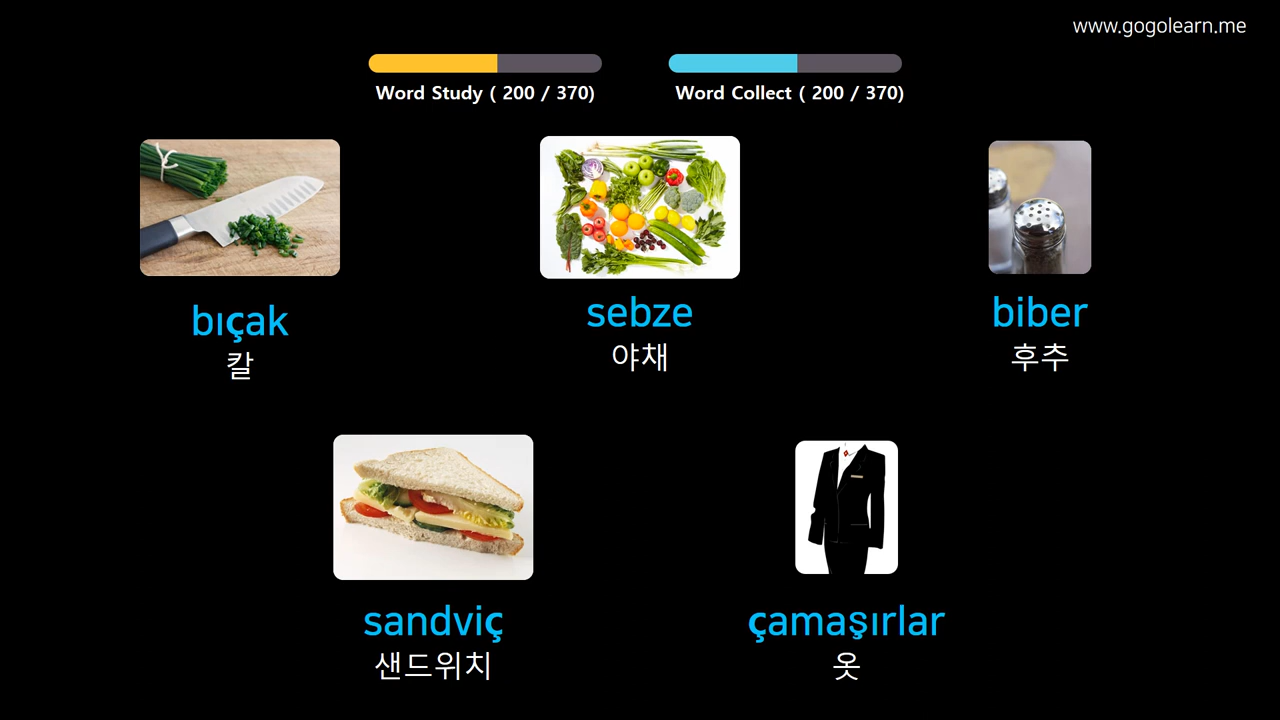 www.gogolearn.me
Word Study ( 200 / 370)
Word Collect ( 200 / 370)
bıçak
칼
sebze
야채
biber
후추
sandviç
샌드위치
çamaşırlar
옷